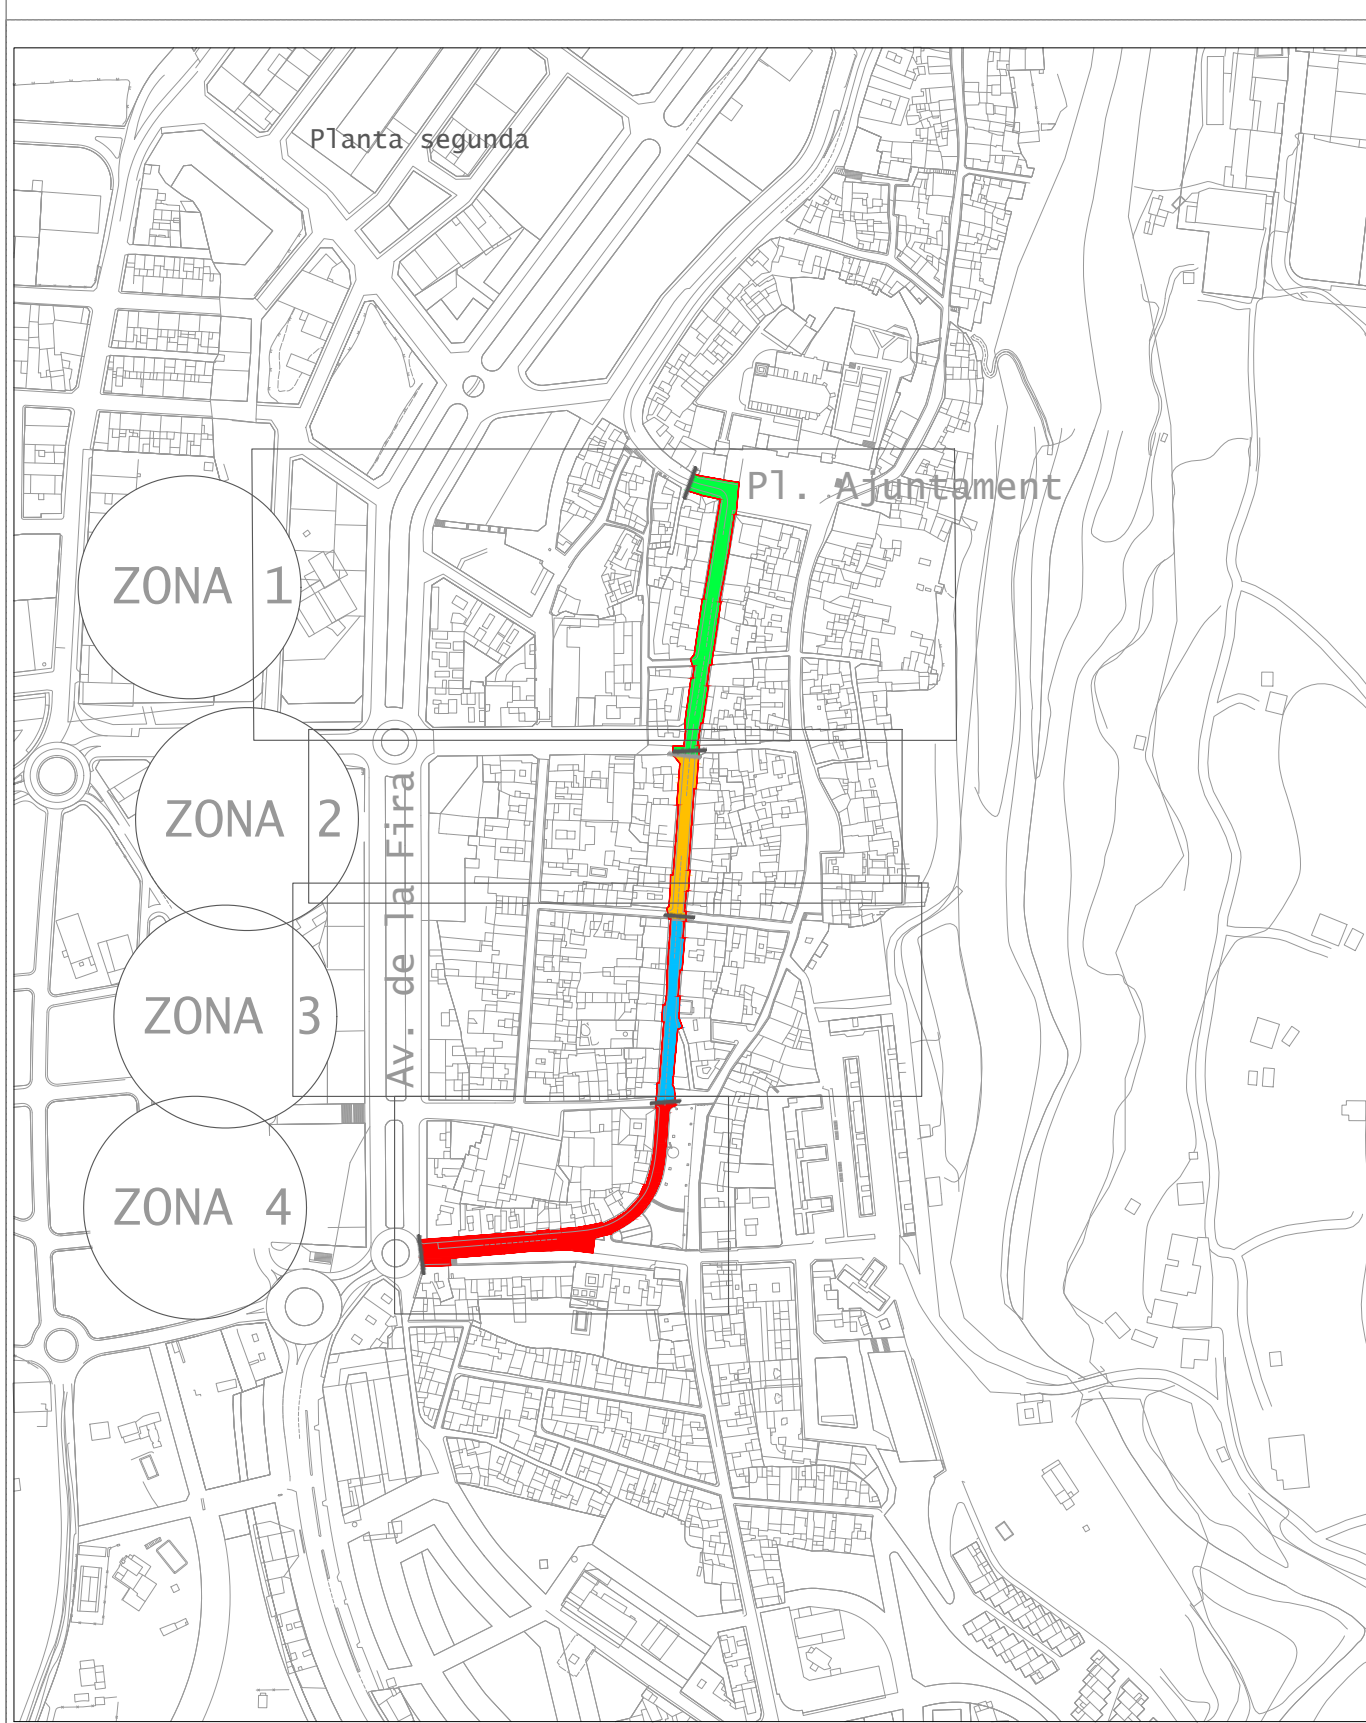 Planta segunda
Pl. Ajuntament
ZONA 1
ZONA 2
Av. de la Fira
ZONA 3
ZONA 4